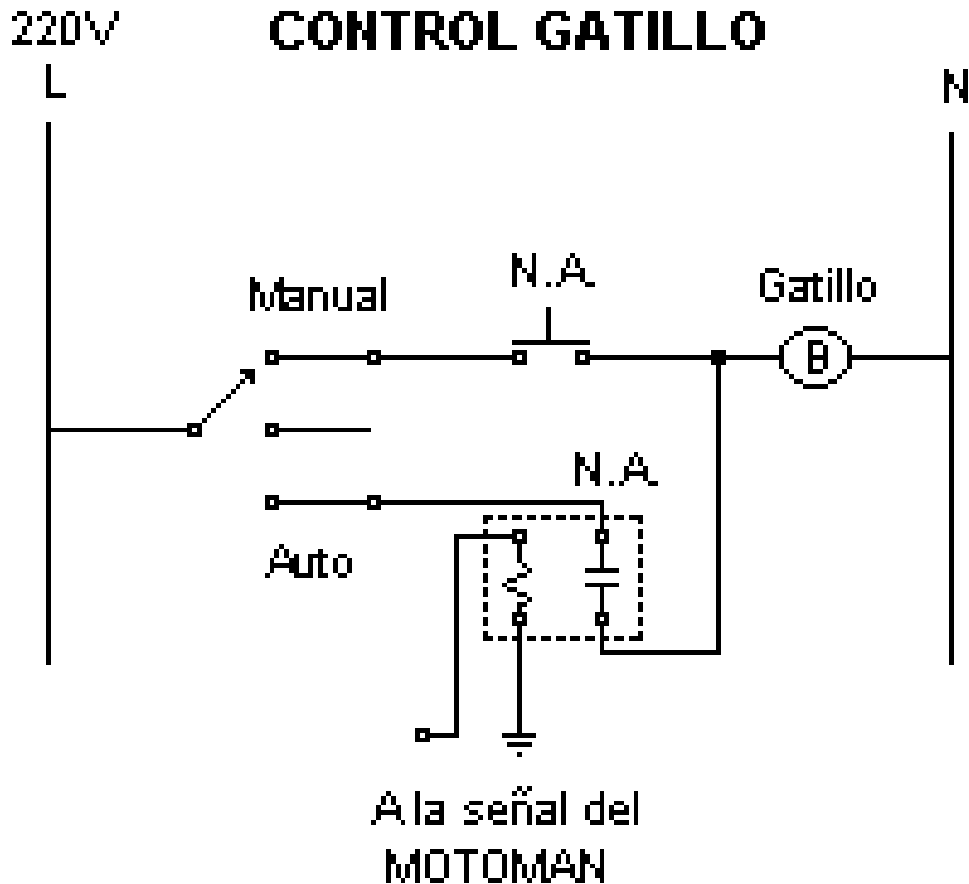 220V
CONTROL GATILLO
L
N
N.A.
Gatillo
Manual
B
N.A.
Auto
A la señal del
MOTOMAN